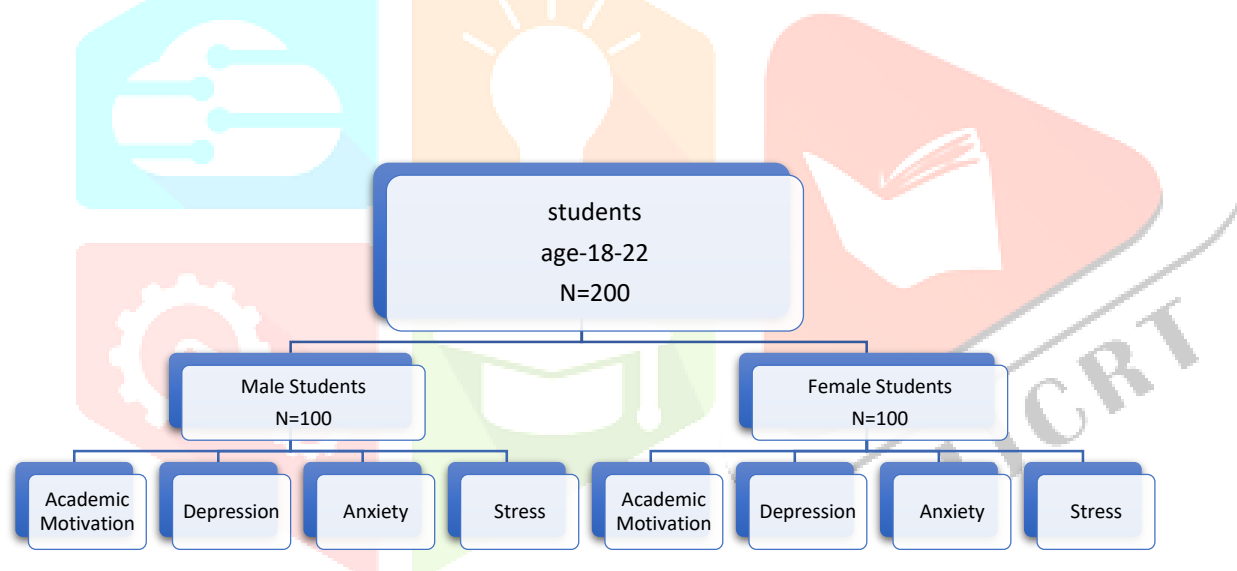 students
age-18-22
N=200
Male Students
N=100
Female Students
N=100
Academic
Motivation
Depression
Anxiety
Stress
Academic
Motivation
Depression
Anxiety
Stress
IJCRT